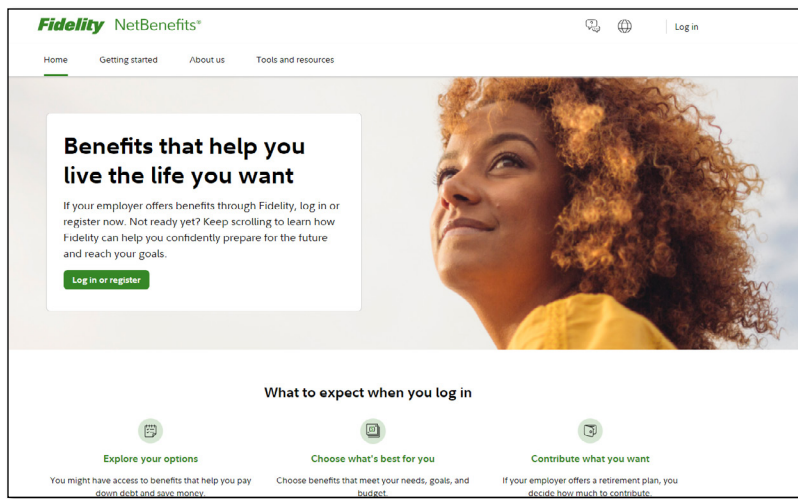 Fidelity NetBenefits®
Log in
Home Getting started About us Tools and resources
Benefits that help you
live the life you want
If your employer offers benefits through Fidelity, log in or
register now. Not ready yet? Keep scrolling to learn how
Fidelity can help you confidently prepare for the future
and reach your goals.
Log in or register
What to expect when you log in
Explore your options
You might have access to benefits that help you pay
down debt and save money.
Choose what's best for you
Choose benefits that meet your needs, goals, and
budget.
Contribute what you want
If your employer offers a retirement plan, you
decide how much to contribute.